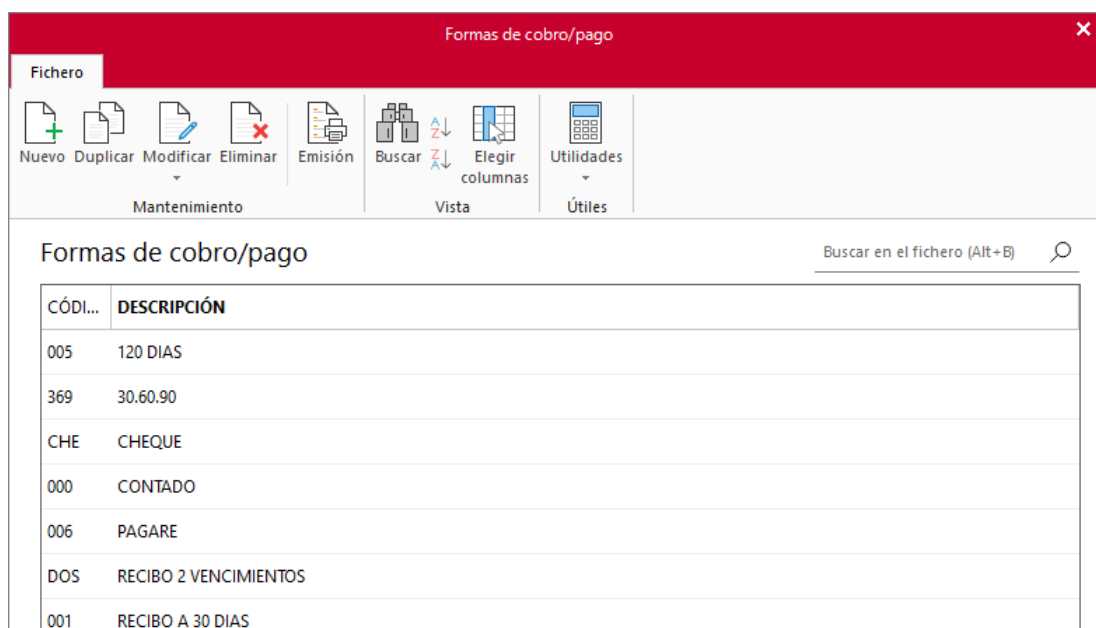 Formas de cobro/pago
Fichero
Nuevo Duplicar Modificar Eliminar Emisión Buscar Elegir columnas Utilidades
Mantenimiento Vista Útiles
Formas de cobro/pago
Buscar en el fichero (Alt+B)
CÓDI... DESCRIPCIÓN
005 120 DIAS
369 30.60.90
CHE CHEQUE
000 CONTADO
006 PAGARE
DOS RECIBO 2 VENCIMIENTOS
001 RECIBO A 30 DIAS